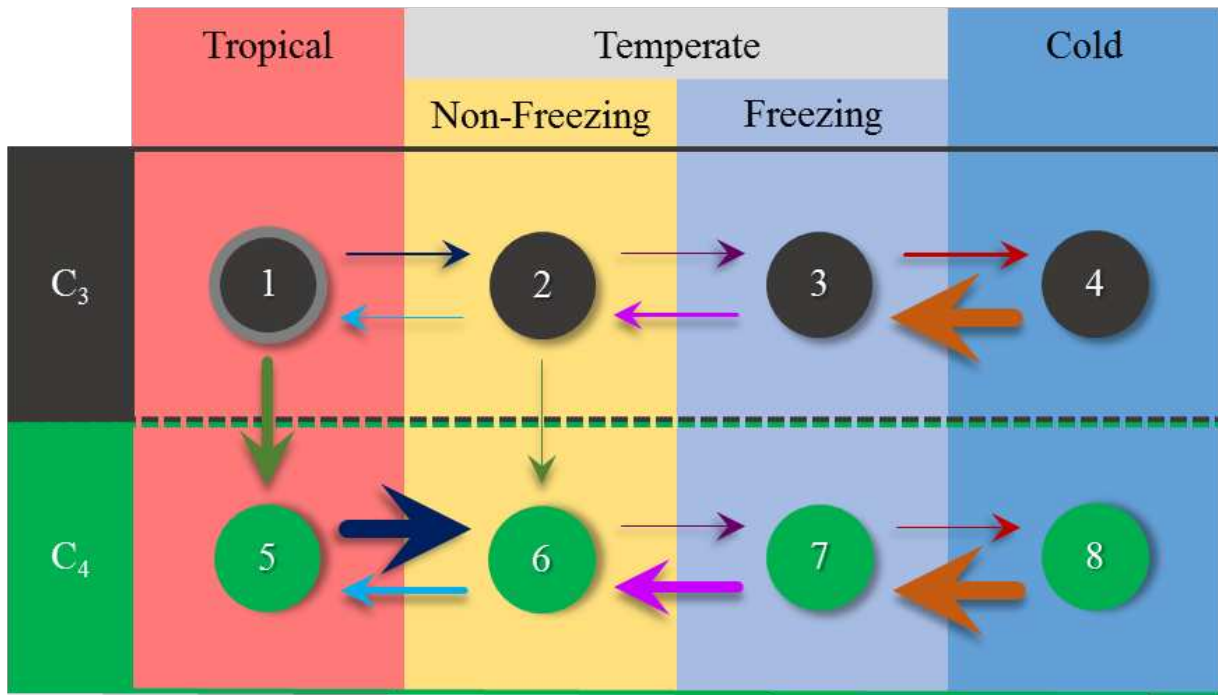 Tropical Temperate Cold
Non-Freezing Freezing
C₃ 1 2 3 4
C₄ 5 6 7 8